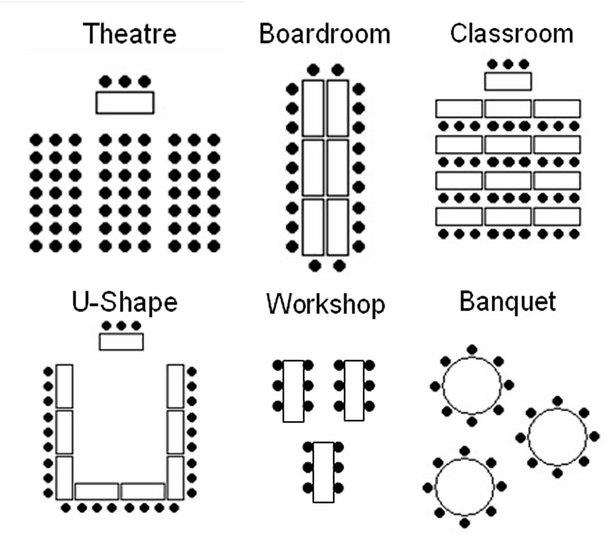 Theatre
Boardroom
Classroom
U-Shape
Workshop
Banquet